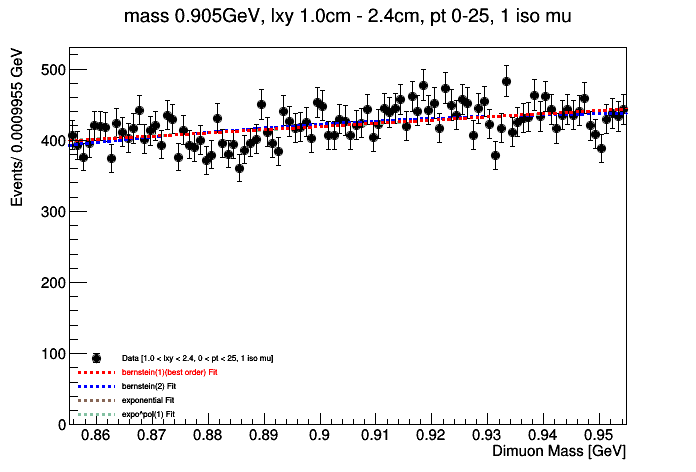 mass 0.905GeV, lxy 1.0cm - 2.4cm, pt 0-25, 1 iso mu
Events/ 0.0009955 GeV
500
400
300
200
100
0
Data [1.0 < lxy < 2.4, 0 < pt < 25, 1 iso mu]
bernstein(1)(best order) Fit
bernstein(2) Fit
exponential Fit
expo*pol(1) Fit
0.86 0.87 0.88 0.89 0.9 0.91 0.92 0.93 0.94 0.95
Dimuon Mass [GeV]